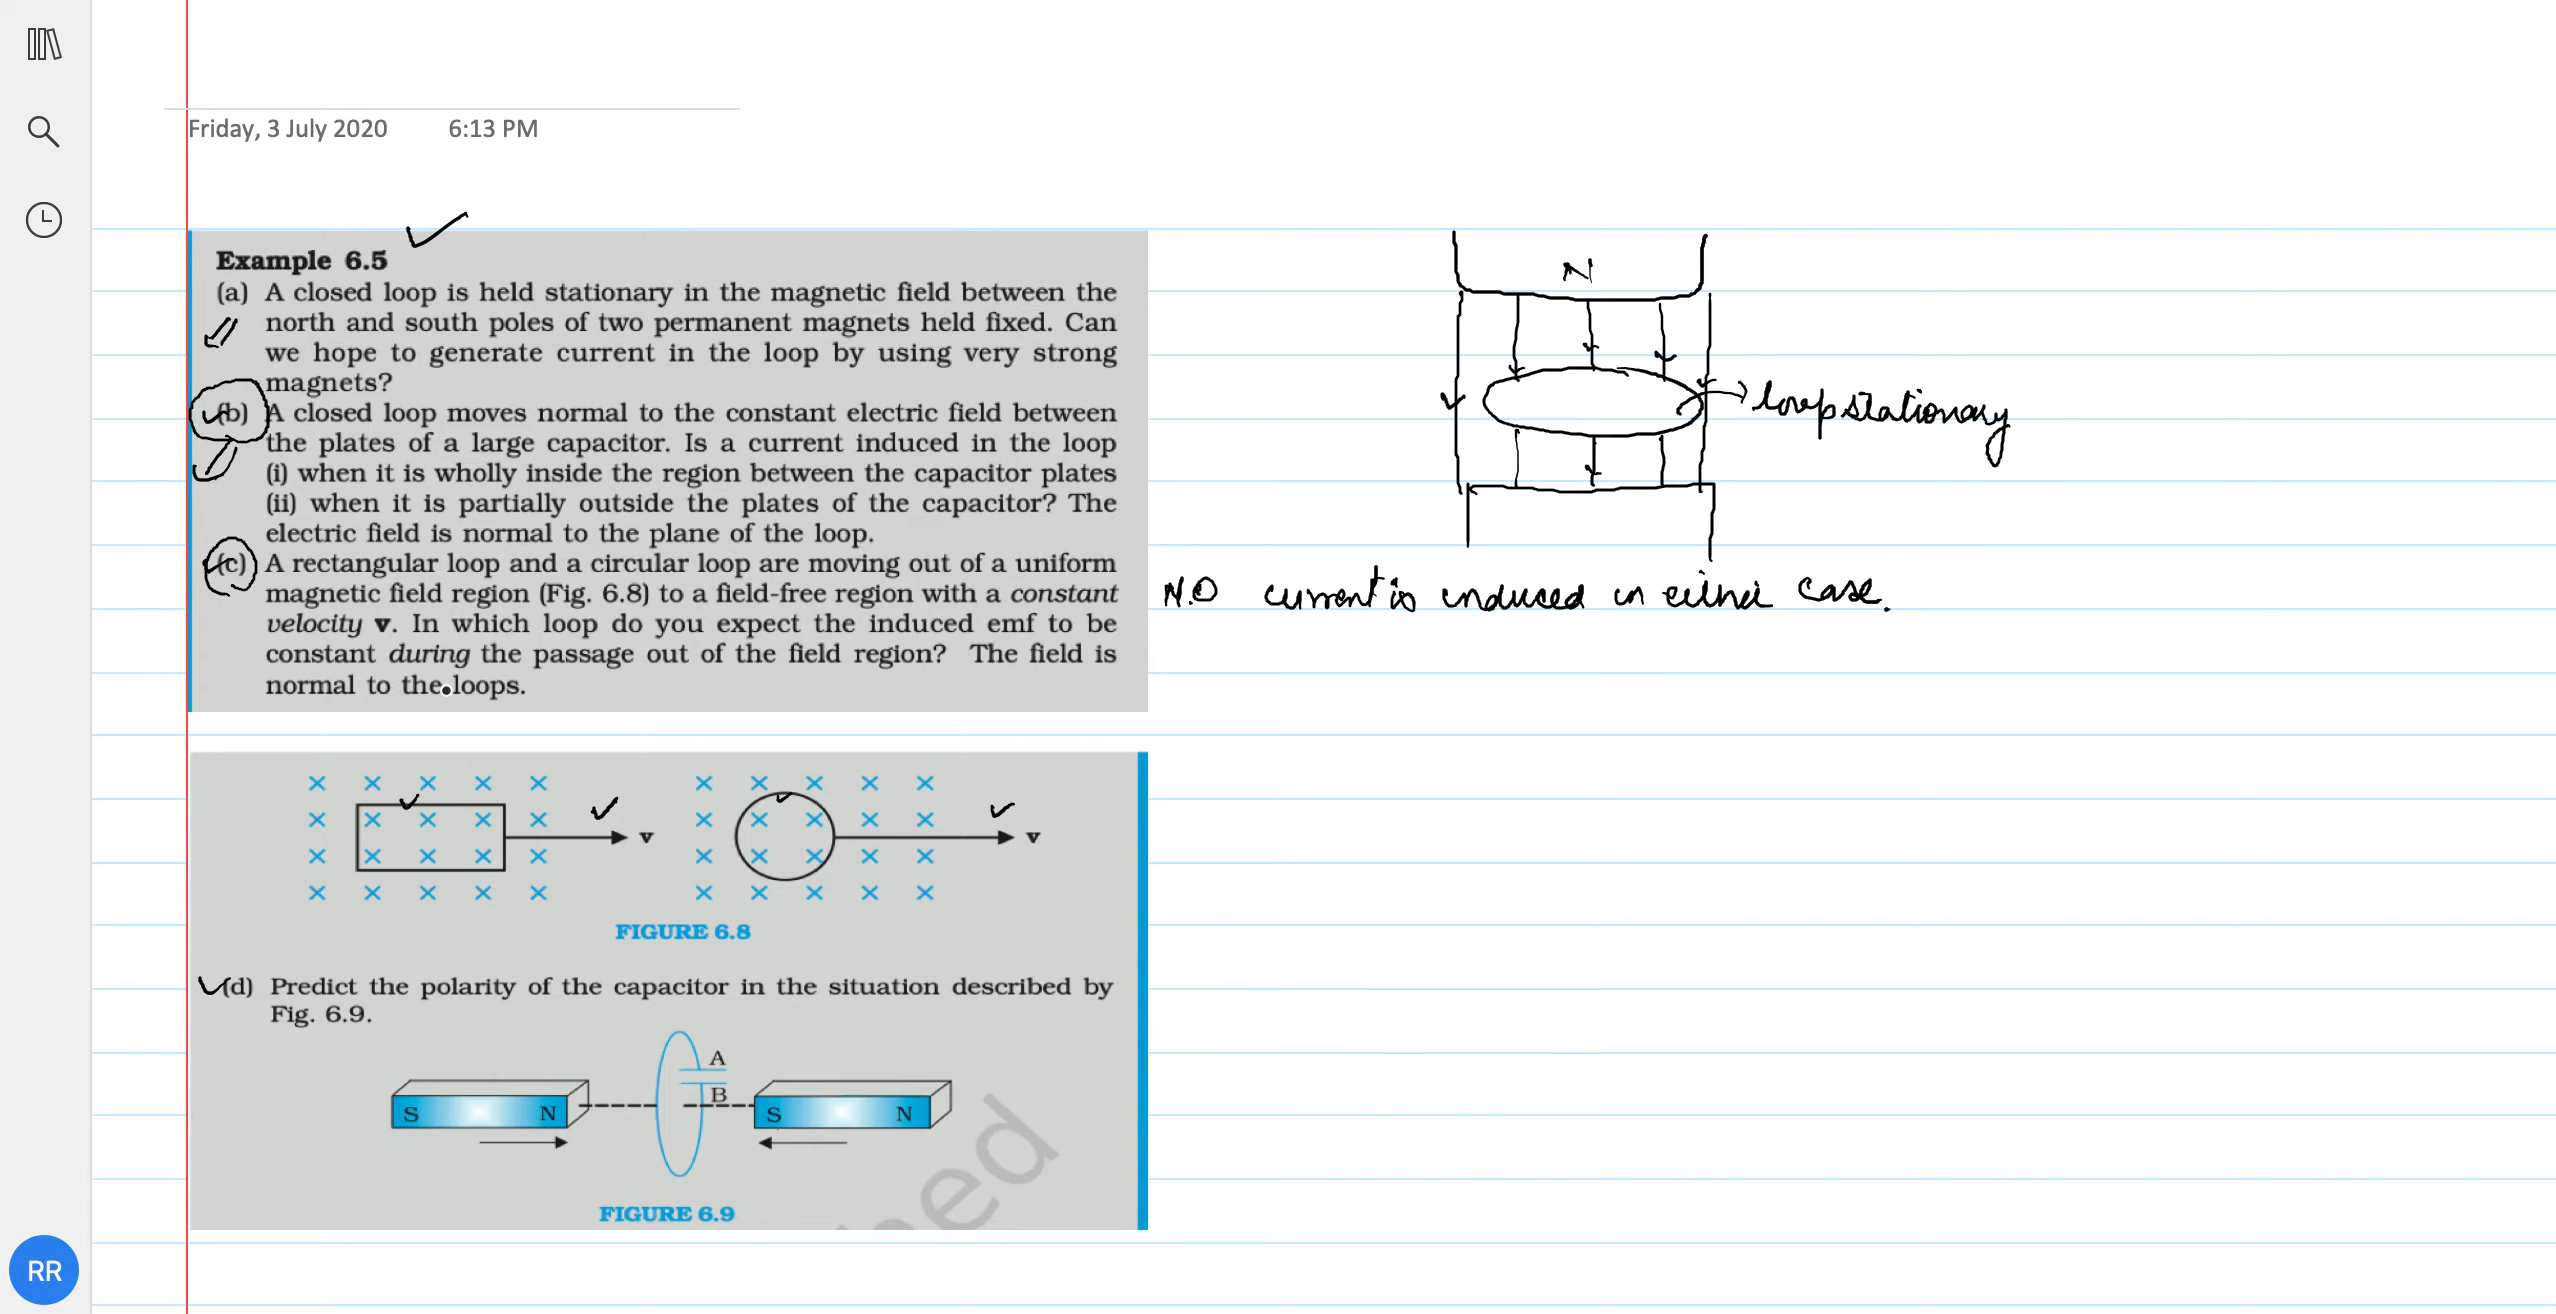 Friday, 3 July 2020 6:13 PM
Example 6.5
(a) A closed loop is held stationary in the magnetic field between the
north and south poles of two permanent magnets held fixed. Can
we hope to generate current in the loop by using very strong
magnets?
(b) A closed loop moves normal to the constant electric field between
the plates of a large capacitor. Is a current induced in the loop
(i) when it is wholly inside the region between the capacitor plates
(ii) when it is partially outside the plates of the capacitor? The
electric field is normal to the plane of the loop.
(c) A rectangular loop and a circular loop are moving out of a uniform
magnetic field region (Fig. 6.8) to a field-free region with a constant
velocity v. In which loop do you expect the induced emf to be
constant during the passage out of the field region? The field is
normal to the loops.
N
loop stationary
N.O current is induced in either case.
v v
FIGURE 6.8
(d) Predict the polarity of the capacitor in the situation described by
Fig. 6.9.
A
B
S N S N
FIGURE 6.9
RR